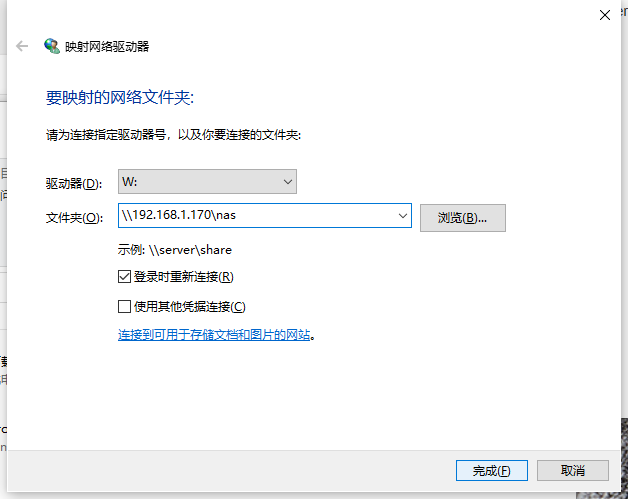 映射网络驱动器
要映射的网络文件夹:
请为连接指定驱动器号，以及你要连接的文件夹:
驱动器(D): W:
文件夹(O): \\192.168.1.170\nas 浏览(B)...
示例: \\server\share
登录时重新连接(R)
使用其他凭据连接(C)
连接到可用于存储文档和图片的网站。
完成(F) 取消